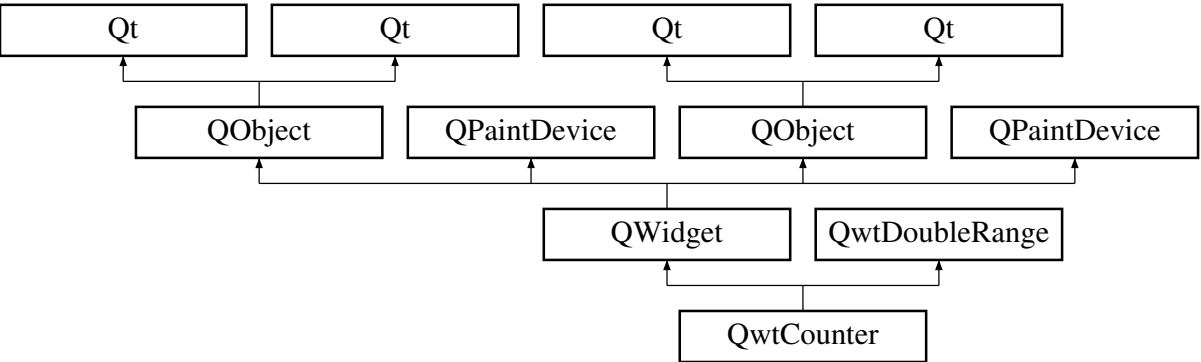 Qt Qt Qt Qt
QObject QPaintDevice QObject QPaintDevice
QWidget QwtDoubleRange
QwtCounter